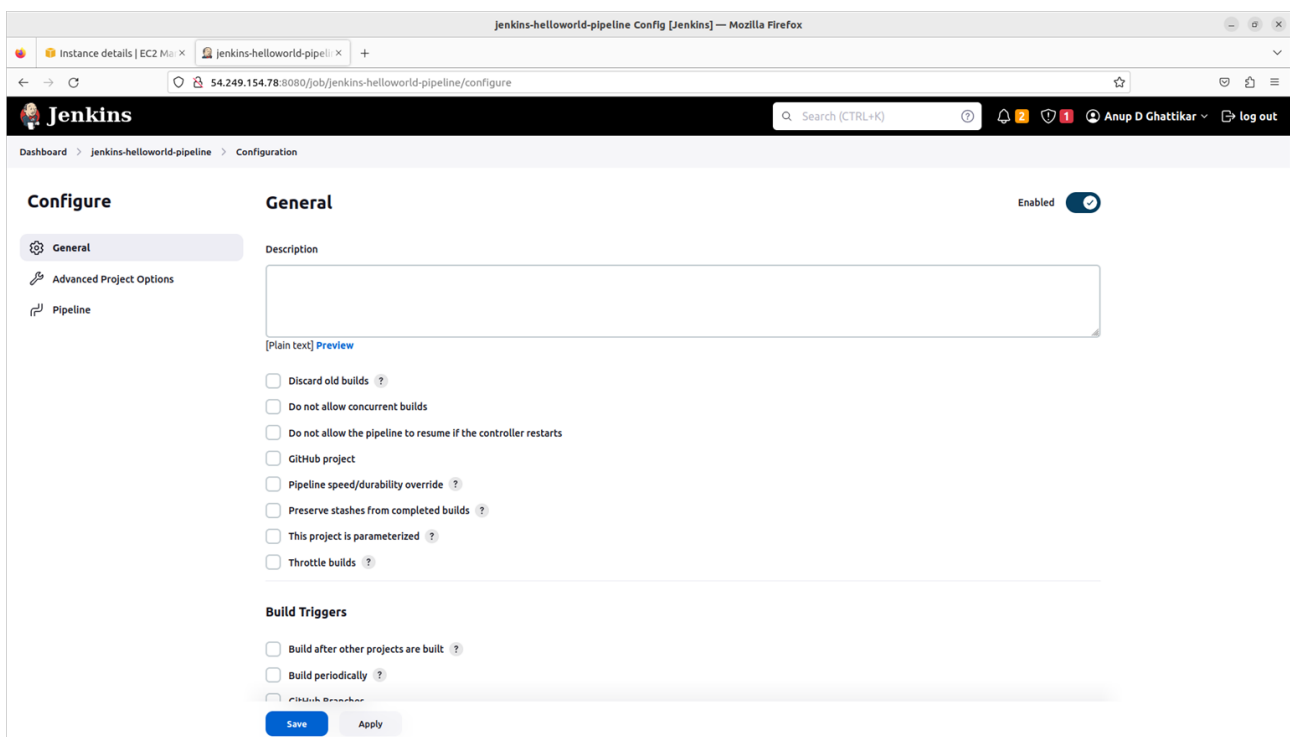 jenkins-helloworld-pipeline Config [Jenkins] — Mozilla Firefox
Instance details | EC2 Ma
jenkins-helloworld-pipeli
54.249.154.78:8080/job/jenkins-helloworld-pipeline/configure
Jenkins
Search (CTRL+K)
?
2
1
Anup D Ghattikar
log out
Dashboard > jenkins-helloworld-pipeline > Configuration
Configure
General
Advanced Project Options
Pipeline
General
Enabled
Description
[Plain text] Preview
Discard old builds ?
Do not allow concurrent builds
Do not allow the pipeline to resume if the controller restarts
GitHub project
Pipeline speed/durability override ?
Preserve stashes from completed builds ?
This project is parameterized ?
Throttle builds ?
Build Triggers
Build after other projects are built ?
Build periodically ?
GitHub Branches
Save
Apply